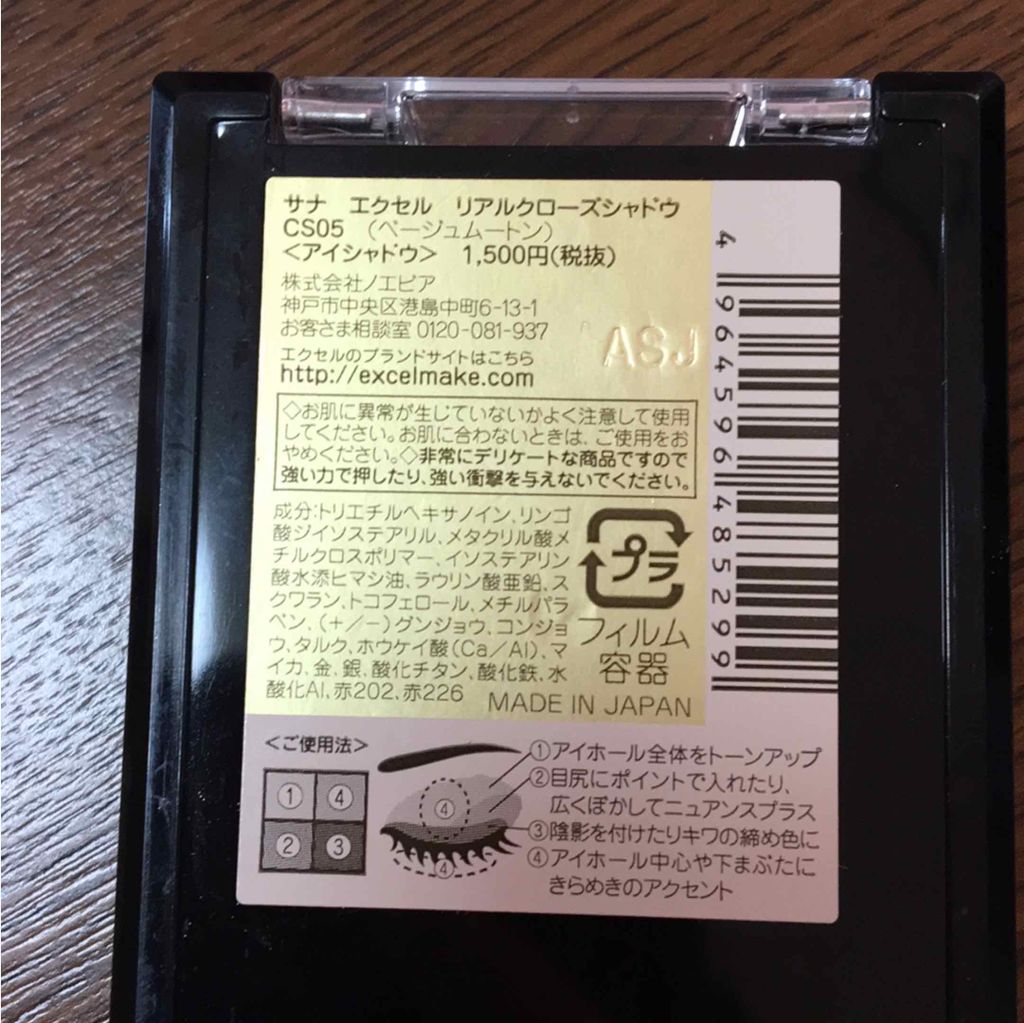 サナ エクセル リアルクローズシャドウ
CS05 (ベージュムートン)
<アイシャドウ> 1,500円(税抜)
株式会社ノエビア
神戸市中央区港島中町6-13-1
お客さま相談室 0120-081-937
エクセルのブランドサイトはこちら
http://excelmake.com
ASJ
◇お肌に異常が生じていないかよく注意して使用
してください。お肌に合わないときは、ご使用をお
やめください。◇非常にデリケートな商品ですので
強い力で押したり、強い衝撃を与えないでください。
成分:トリエチルヘキサノイン、リンゴ
酸ジイソステアリル、メタクリル酸メ
チルクロスポリマー、イソステアリン
酸水添ヒマシ油、ラウリン酸亜鉛、ス
クワラン、トコフェロール、メチルパラ
ベン、(+/-)グンジョウ、コンジョ
ウ、タルク、ホウケイ酸(Ca/Al)、マ
イカ、金、銀、酸化チタン、酸化鉄、水
酸化Al、赤202、赤226
プラ
フィルム
容器
MADE IN JAPAN
4964596485299
<ご使用法>
① ④
② ③
④
④
①アイホール全体をトーンアップ
②目尻にポイントで入れたり、
広くぼかしてニュアンスプラス
③陰影を付けたりキワの締め色に
④アイホール中心や下まぶたに
きらめきのアクセント